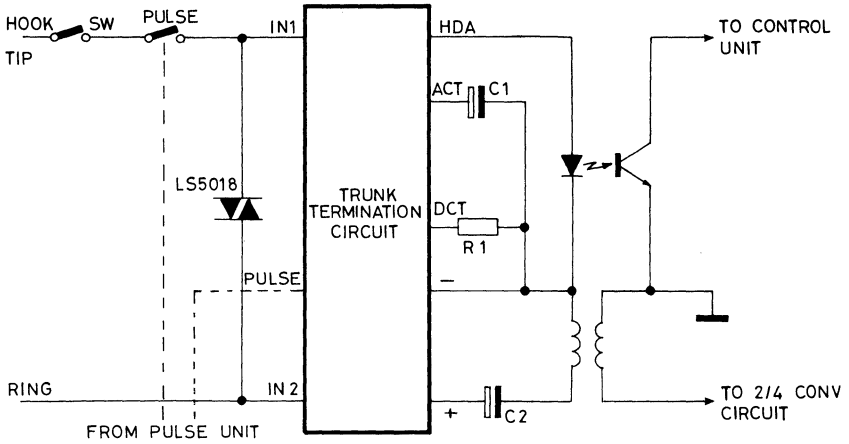 HOOK SW PULSE
TIP
IN1
HDA
TO CONTROL
UNIT
ACT C1
LS5018
TRUNK
TERMINATION
CIRCUIT
DCT
R1
PULSE
−
RING
IN2
+
C2
TO 2/4 CONV
CIRCUIT
FROM PULSE UNIT